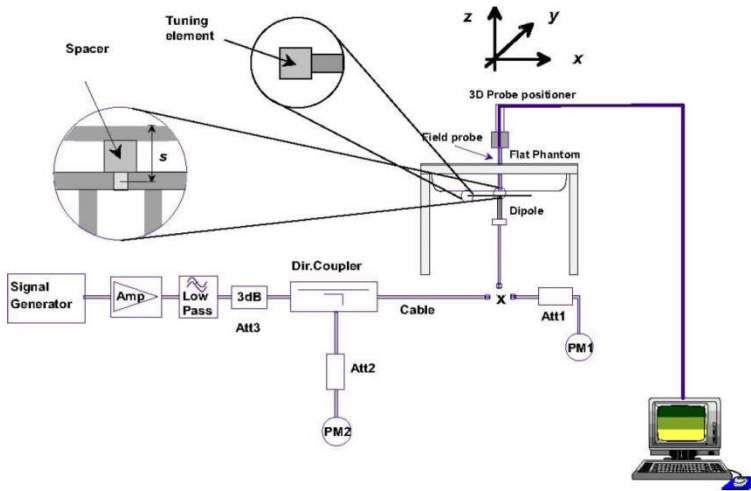 Tuning
element
Spacer
z
y
x
3D Probe positioner
Field probe
Flat Phantom
s
Dipole
Dir.Coupler
Signal
Generator
Amp
Low
Pass
3dB
Att3
Cable
x
Att1
PM1
Att2
PM2